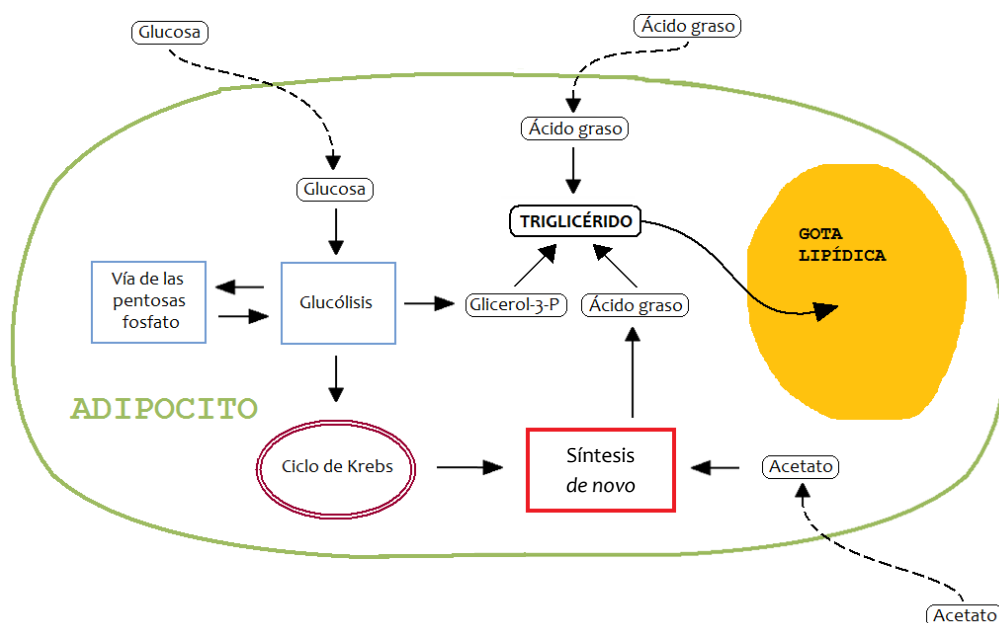 Glucosa
Ácido graso
Ácido graso
Glucosa
TRIGLICÉRIDO
GOTA
LIPÍDICA
Vía de las
pentosas
fosfato
Glucólisis
Glicerol-3-P
Ácido graso
ADIPOCITO
Ciclo de Krebs
Síntesis
de novo
Acetato
Acetato